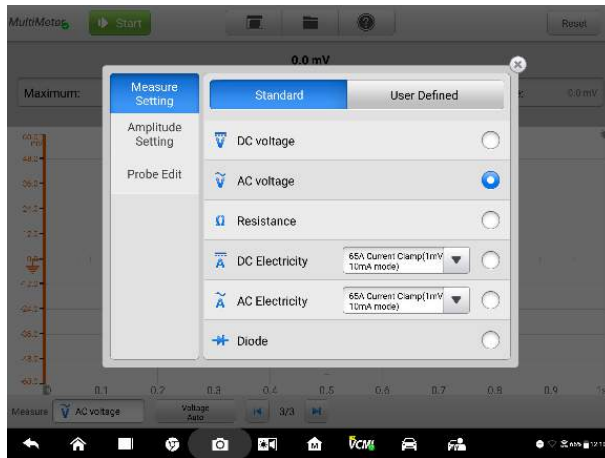 MultiMeter
Start
Reset
0.0 mV
Maximum:
0.0 mV
Measure
Setting
Standard
User Defined
Amplitude
Setting
Probe Edit
DC voltage
AC voltage
Ω Resistance
A DC Electricity
65A Current Clamp(1mV
10mA mode)
A AC Electricity
65A Current Clamp(1mV
10mA mode)
Diode
0.1 0.2 0.3 0.4 0.5 0.6 0.7 0.8 0.9
Measure
AC voltage
Voltage
Auto
3/3
VCMI